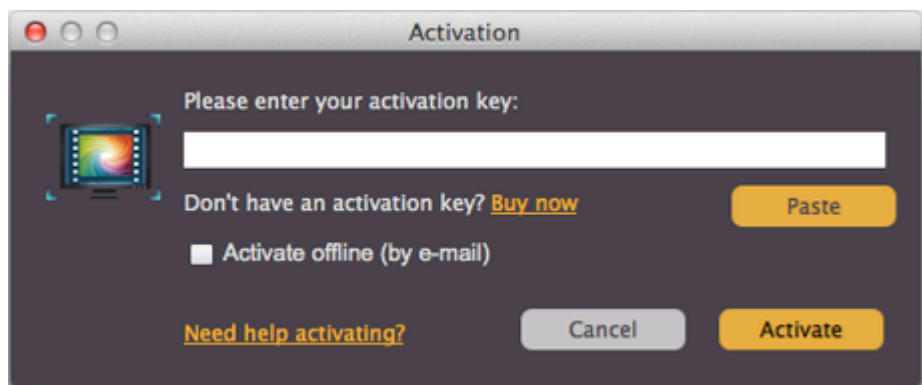 Activation
Please enter your activation key:
Don't have an activation key? Buy now
Paste
Activate offline (by e-mail)
Need help activating?
Cancel
Activate